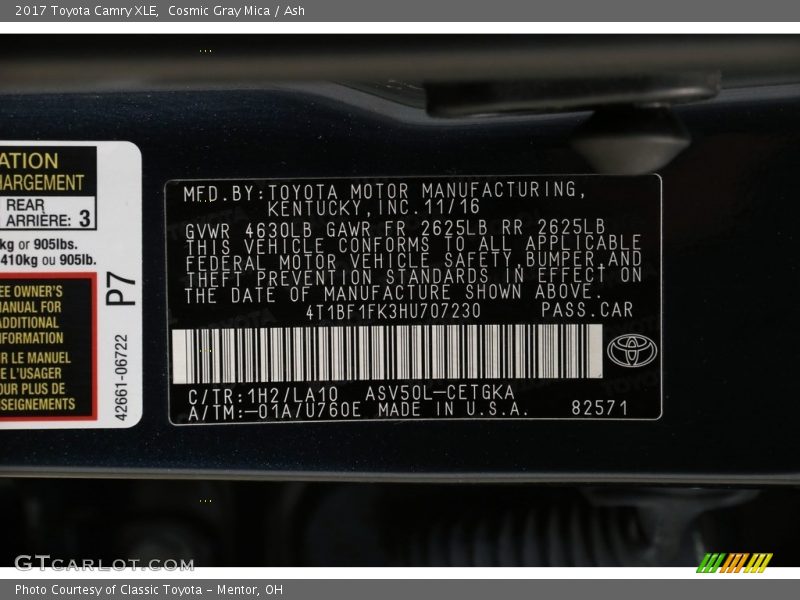 2017 Toyota Camry XLE,  Cosmic Gray Mica / Ash
ATION
HARGEMENT
REAR
ARRIÈRE: 3
kg or 905lbs.
410kg ou 905lb.
EE OWNER'S
MANUAL FOR
ADDITIONAL
NFORMATION
R LE MANUEL
E L'USAGER
OUR PLUS DE
SEIGNEMENTS
P7
42661-06722
MFD.BY:TOYOTA MOTOR MANUFACTURING,
KENTUCKY,INC.11/16
GVWR 4630LB GAWR FR 2625LB RR 2625LB
THIS VEHICLE CONFORMS TO ALL APPLICABLE
FEDERAL MOTOR VEHICLE SAFETY,BUMPER,AND
THEFT PREVENTION STANDARDS IN EFFECT ON
THE DATE OF MANUFACTURE SHOWN ABOVE.
4T1BF1FK3HU707230 PASS.CAR
C/TR:1H2/LA10 ASV50L-CETGKA
A/TM:-01A/U760E MADE IN U.S.A. 82571
GTCARLOT.COM
Photo Courtesy of Classic Toyota - Mentor, OH